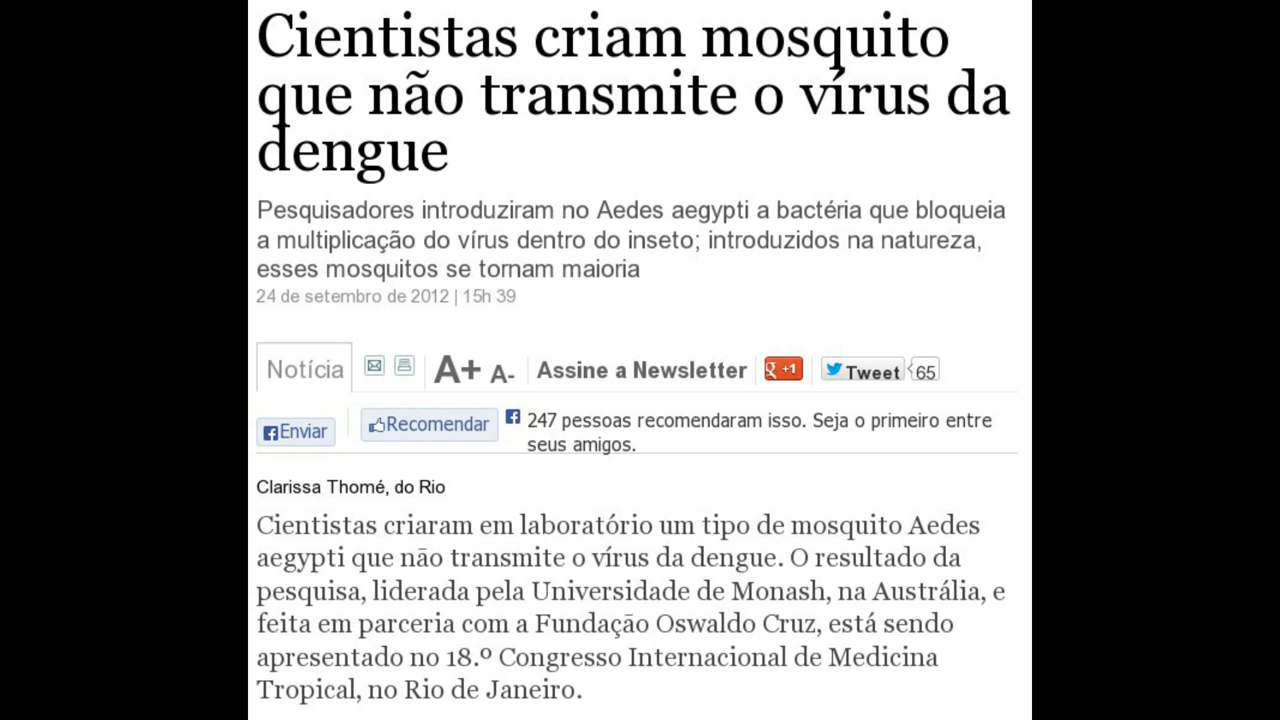 Cientistas criam mosquito
que não transmite o vírus da
dengue
Pesquisadores introduziram no Aedes aegypti a bactéria que bloqueia
a multiplicação do vírus dentro do inseto; introduzidos na natureza,
esses mosquitos se tornam maioria
24 de setembro de 2012 | 15h 39
Notícia A+ A- Assine a Newsletter g +1 Tweet 65
Enviar Recomendar 247 pessoas recomendaram isso. Seja o primeiro entre
seus amigos.
Clarissa Thomé, do Rio
Cientistas criaram em laboratório um tipo de mosquito Aedes
aegypti que não transmite o vírus da dengue. O resultado da
pesquisa, liderada pela Universidade de Monash, na Austrália, e
feita em parceria com a Fundação Oswaldo Cruz, está sendo
apresentado no 18.º Congresso Internacional de Medicina
Tropical, no Rio de Janeiro.